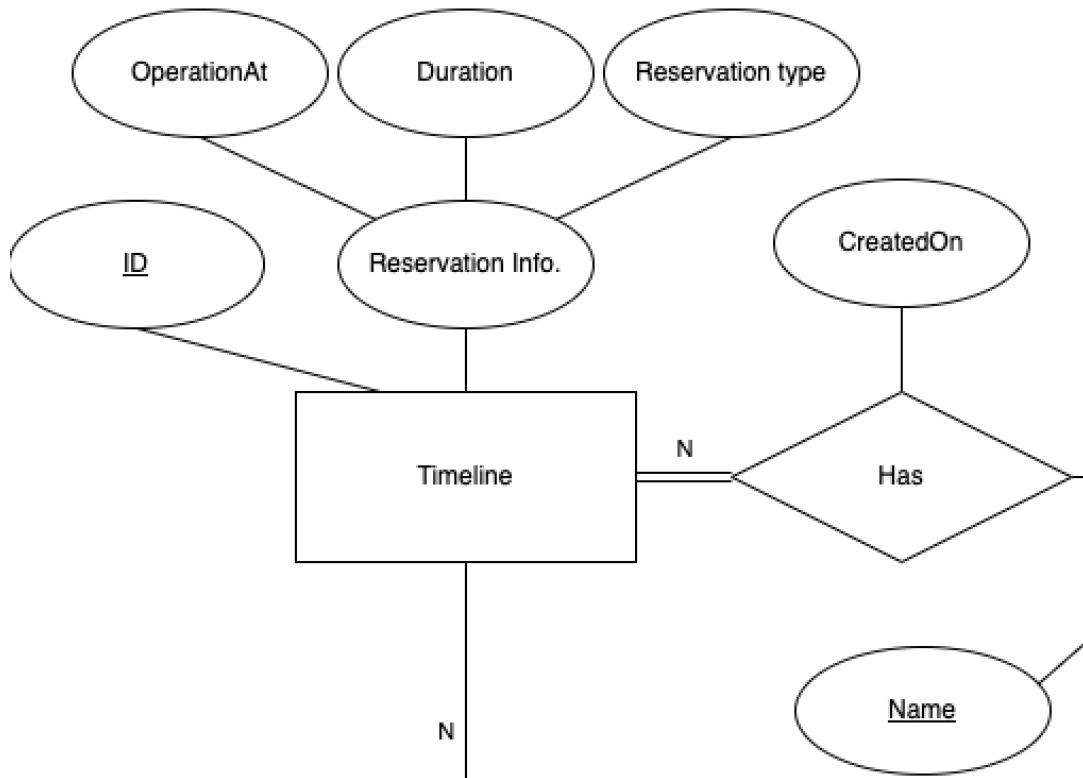 OperationAt
Duration
Reservation type
ID
Reservation Info.
CreatedOn
Timeline
N
Has
Name
N